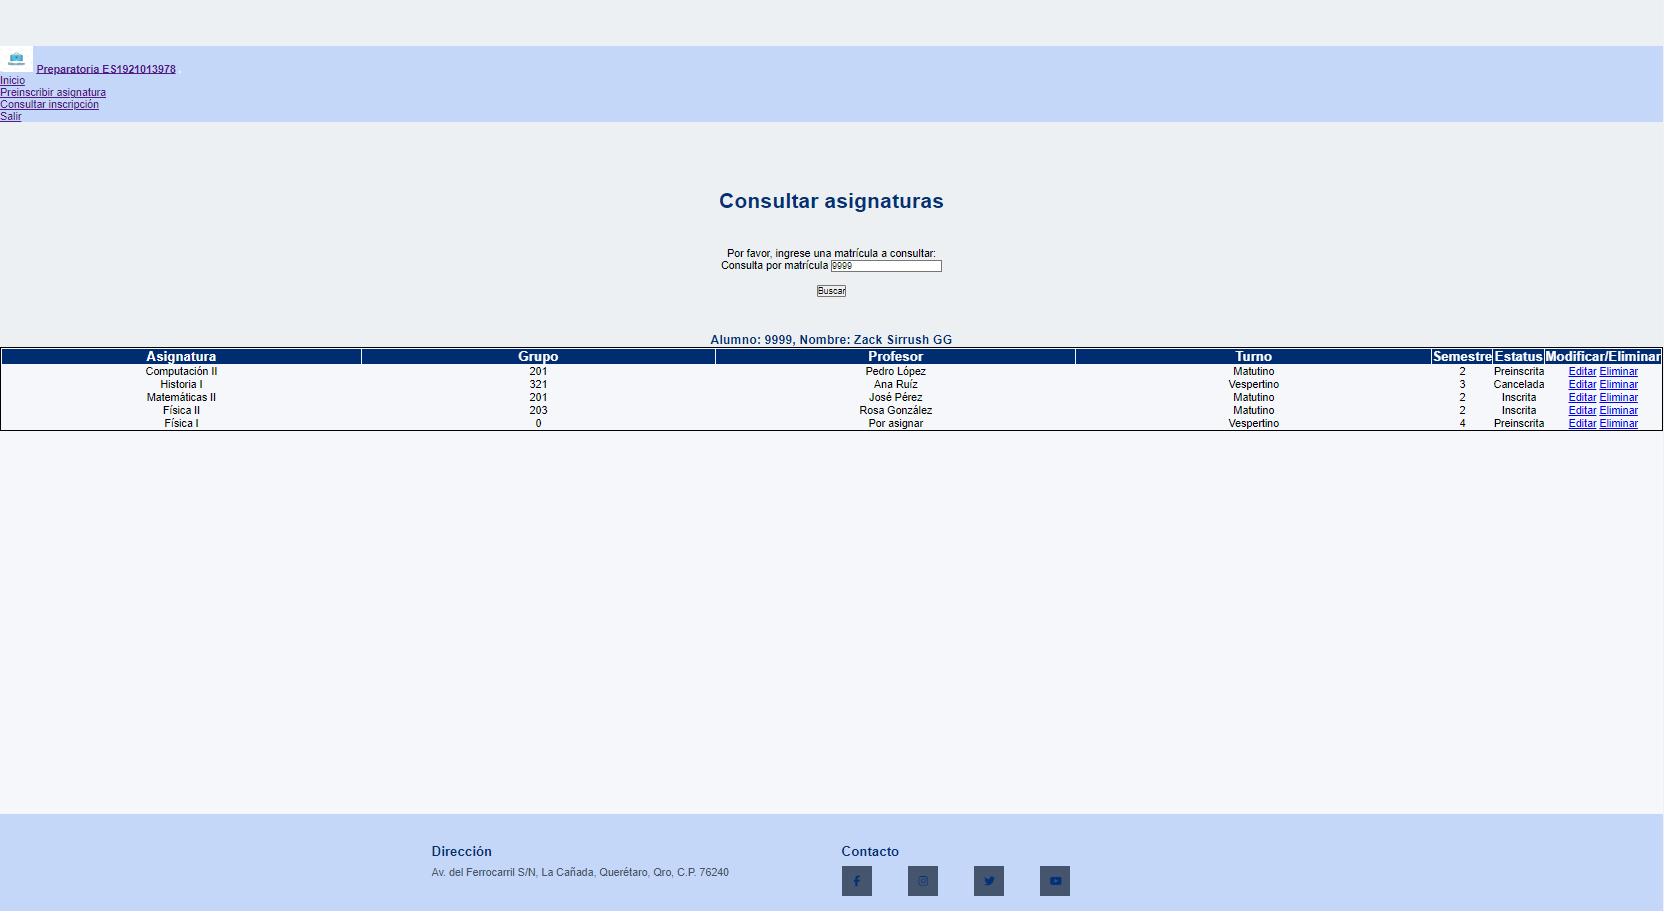 Preparatoria ES1921013978
Inicio
Preinscribir asignatura
Consultar inscripción
Salir
Consultar asignaturas
Por favor, ingrese una matrícula a consultar:
Consulta por matrícula 9999
Buscar
Alumno: 9999, Nombre: Zack Sirrush GG
Asignatura Grupo Profesor Turno Semestre Estatus Modificar/Eliminar
Computación II 201 Pedro López Matutino 2 Preinscrita Editar Eliminar
Historia I 321 Ana Ruíz Vespertino 3 Cancelada Editar Eliminar
Matemáticas II 201 José Pérez Matutino 2 Inscrita Editar Eliminar
Física II 203 Rosa González Matutino 2 Inscrita Editar Eliminar
Física I 0 Por asignar Vespertino 4 Preinscrita Editar Eliminar
Dirección
Av. del Ferrocarril S/N, La Cañada, Querétaro, Qro, C.P. 76240
Contacto